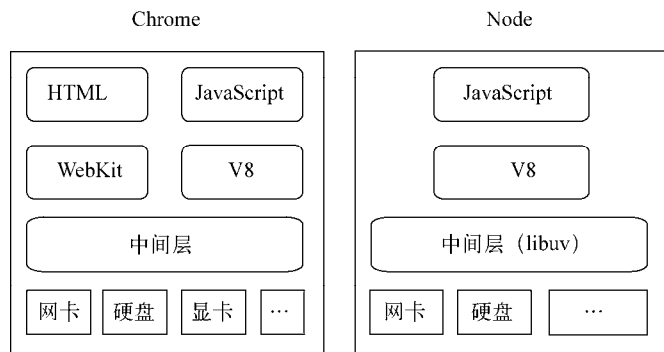 Chrome
Node
HTML
JavaScript
JavaScript
WebKit
V8
V8
中间层
中间层（libuv）
网卡
硬盘
显卡
…
网卡
硬盘
…